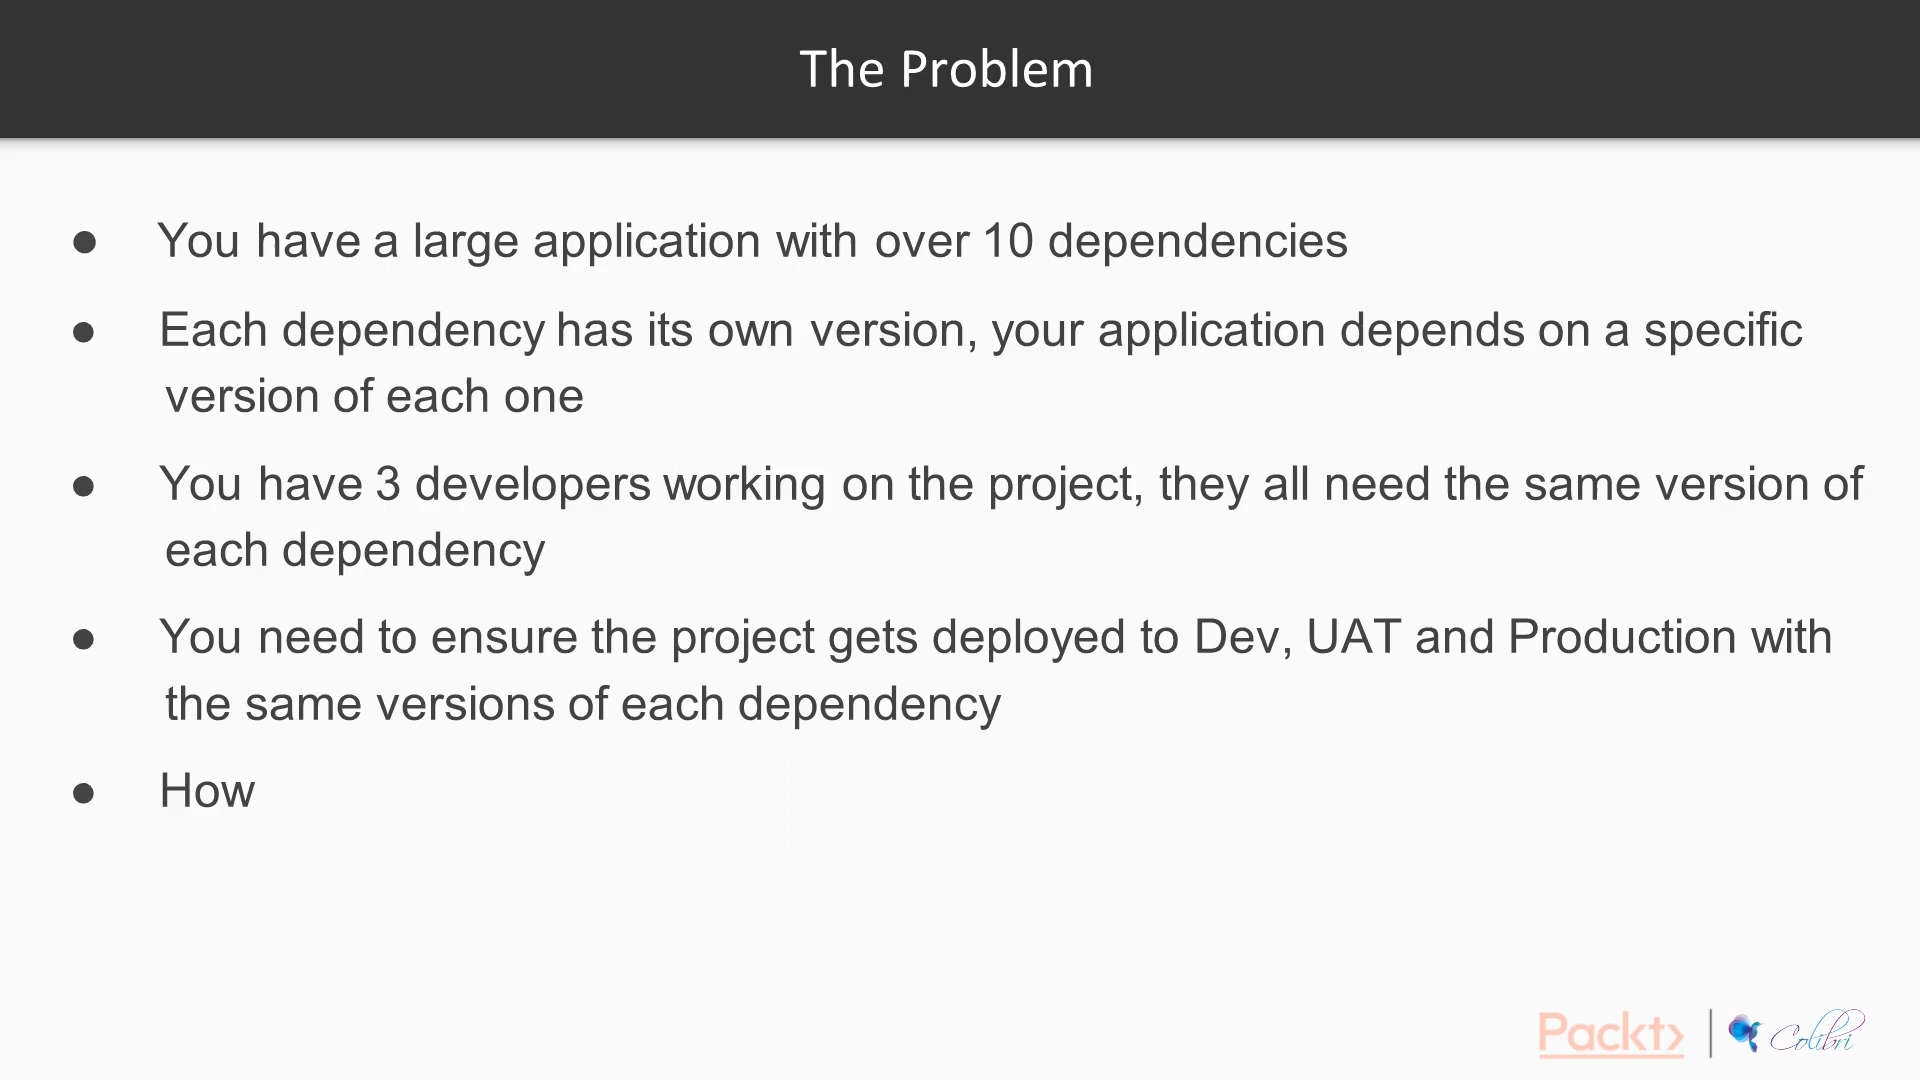 The Problem
● You have a large application with over 10 dependencies
● Each dependency has its own version, your application depends on a specific
version of each one
● You have 3 developers working on the project, they all need the same version of
each dependency
● You need to ensure the project gets deployed to Dev, UAT and Production with
the same versions of each dependency
● How
Packt> | Colibri